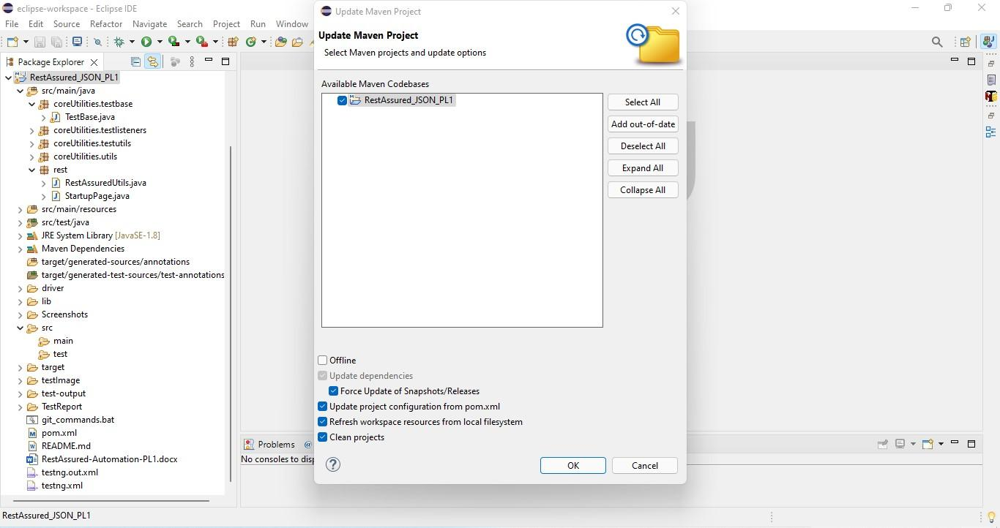 eclipse-workspace - Eclipse IDE
File Edit Source Refactor Navigate Search Project Run Window
Package Explorer
RestAssured_JSON_PL1
src/main/java
coreUtilities.testbase
TestBase.java
coreUtilities.testlisteners
coreUtilities.testutils
coreUtilities.utils
rest
RestAssuredUtils.java
StartupPage.java
src/main/resources
src/test/java
JRE System Library [JavaSE-1.8]
Maven Dependencies
target/generated-sources/annotations
target/generated-test-sources/test-annotations
driver
lib
Screenshots
src
main
test
target
testImage
test-output
TestReport
git_commands.bat
pom.xml
README.md
RestAssured-Automation-PL1.docx
testng.out.xml
testng.xml
RestAssured_JSON_PL1
Update Maven Project
Update Maven Project
Select Maven projects and update options
Available Maven Codebases
RestAssured_JSON_PL1
Select All
Add out-of-date
Deselect All
Expand All
Collapse All
Offline
Update dependencies
Force Update of Snapshots/Releases
Update project configuration from pom.xml
Refresh workspace resources from local filesystem
Clean projects
OK
Cancel
Problems @
No consoles to disp